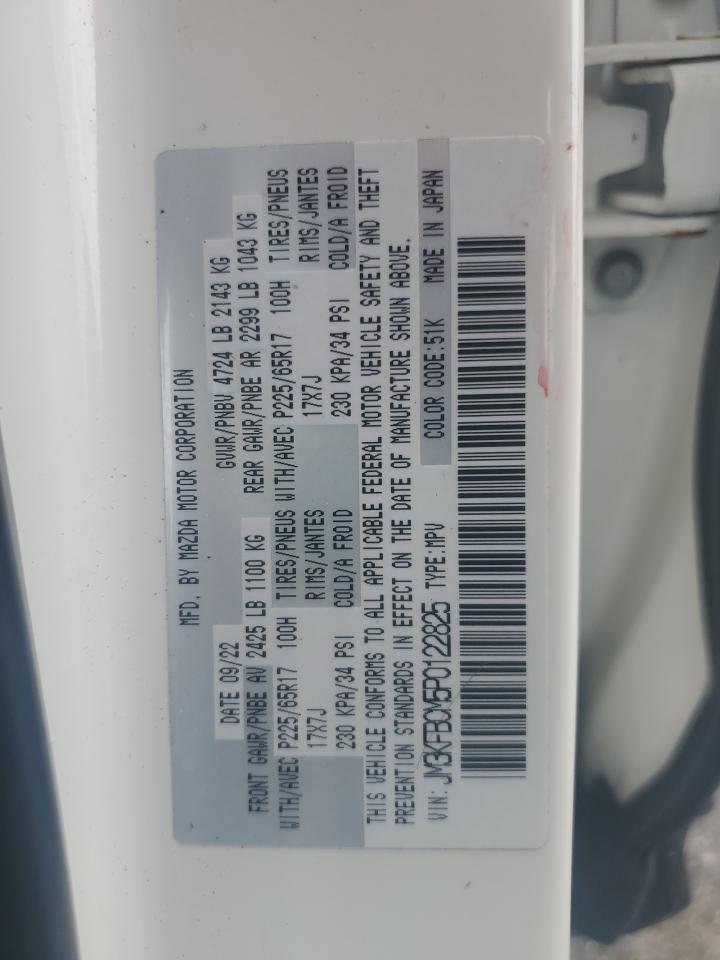 MFD. BY MAZDA MOTOR CORPORATION
DATE 09/22 GVWR/PNBV 4724 LB 2143 KG
FRONT GAWR/PNBE AV 2425 LB 1100 KG REAR GAWR/PNBE AR 2299 LB 1043 KG
WITH/AVEC P225/65R17 100H TIRES/PNEUS WITH/AVEC P225/65R17 100H TIRES/PNEUS
17X7J RIMS/JANTES 17X7J RIMS/JANTES
230 KPA/34 PSI COLD/A FROID 230 KPA/34 PSI COLD/A FROID
THIS VEHICLE CONFORMS TO ALL APPLICABLE FEDERAL MOTOR VEHICLE SAFETY AND THEFT
PREVENTION STANDARDS IN EFFECT ON THE DATE OF MANUFACTURE SHOWN ABOVE.
VIN: JM3KFBCM5P0122825 TYPE:MPV COLOR CODE:51K MADE IN JAPAN